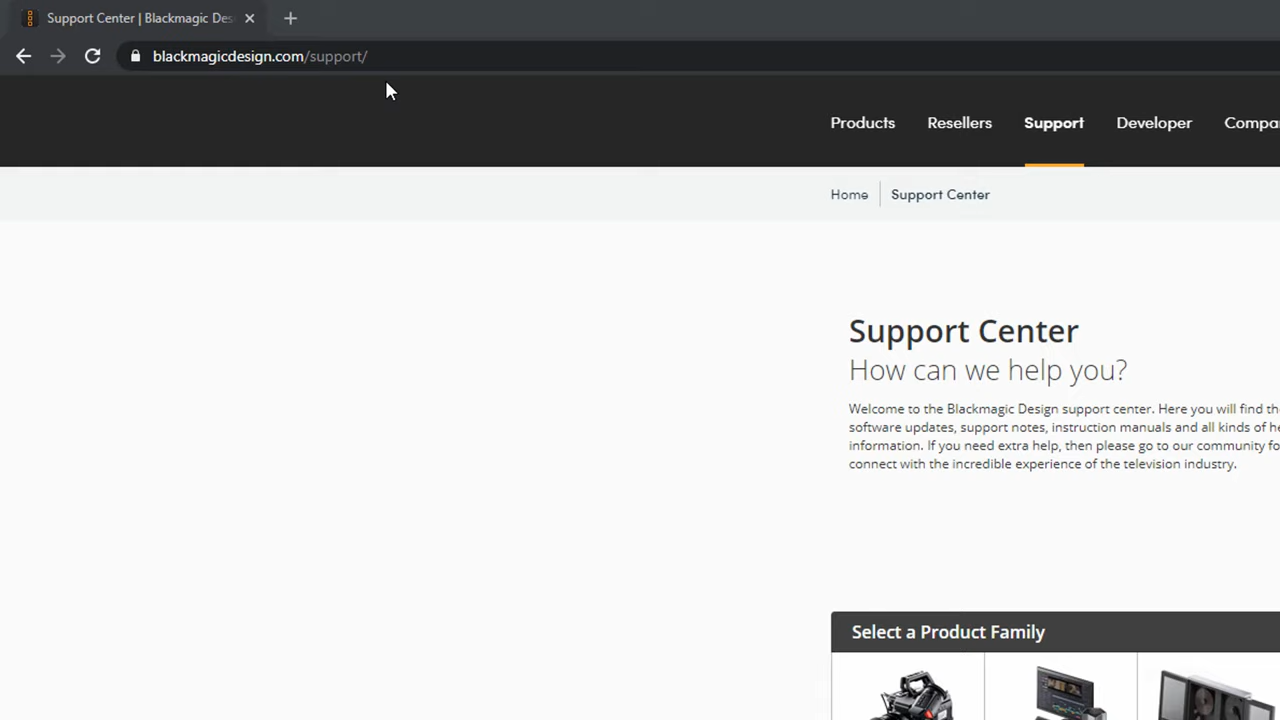 Support Center | Blackmagic Des
blackmagicdesign.com/support/
Products Resellers Support Developer Compa
Home Support Center
Support Center
How can we help you?
Welcome to the Blackmagic Design support center. Here you will find th
software updates, support notes, instruction manuals and all kinds of he
information. If you need extra help, then please go to our community fo
connect with the incredible experience of the television industry.
Select a Product Family